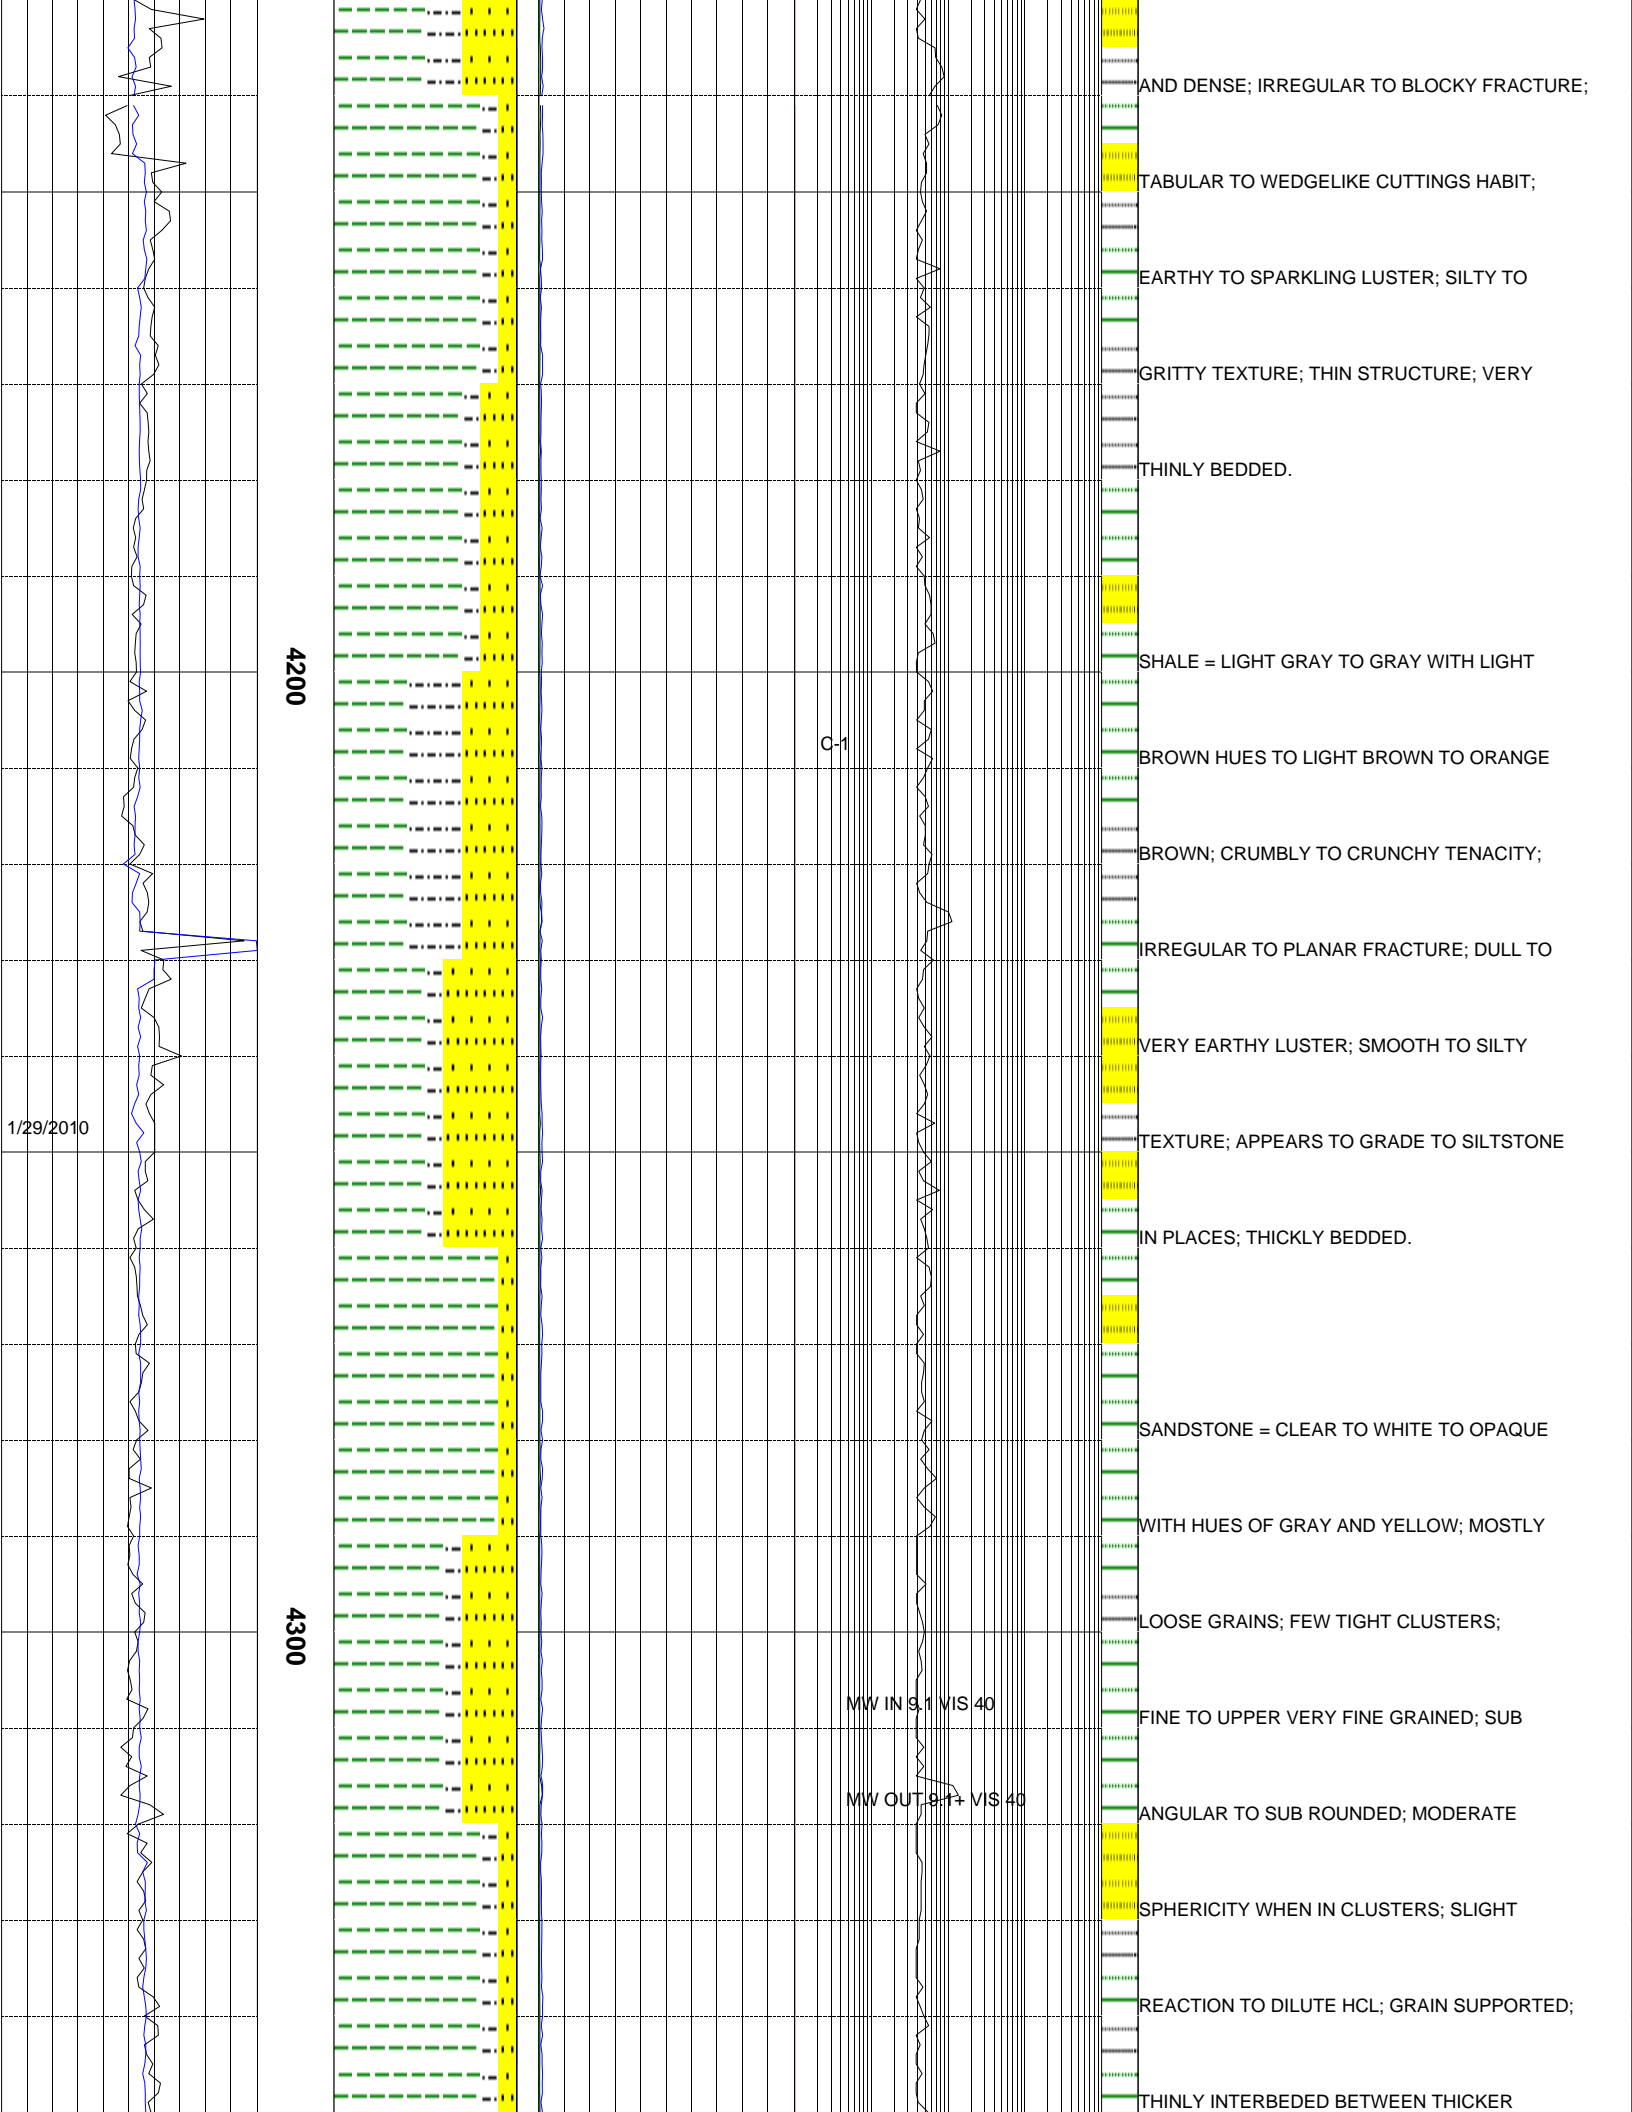 AND DENSE; IRREGULAR TO BLOCKY FRACTURE;
TABULAR TO WEDGELIKE CUTTINGS HABIT;
EARTHY TO SPARKLING LUSTER; SILTY TO
GRITTY TEXTURE; THIN STRUCTURE; VERY
THINLY BEDDED.
4200
SHALE = LIGHT GRAY TO GRAY WITH LIGHT
C-1
BROWN HUES TO LIGHT BROWN TO ORANGE
BROWN; CRUMBLY TO CRUNCHY TENACITY;
IRREGULAR TO PLANAR FRACTURE; DULL TO
VERY EARTHY LUSTER; SMOOTH TO SILTY
1/29/2010
TEXTURE; APPEARS TO GRADE TO SILTSTONE
IN PLACES; THICKLY BEDDED.
SANDSTONE = CLEAR TO WHITE TO OPAQUE
WITH HUES OF GRAY AND YELLOW; MOSTLY
4300
LOOSE GRAINS; FEW TIGHT CLUSTERS;
MW IN 9.1 VIS 40
FINE TO UPPER VERY FINE GRAINED; SUB
MW OUT 9.1+ VIS 40
ANGULAR TO SUB ROUNDED; MODERATE
SPHERICITY WHEN IN CLUSTERS; SLIGHT
REACTION TO DILUTE HCL; GRAIN SUPPORTED;
THINLY INTERBEDED BETWEEN THICKER